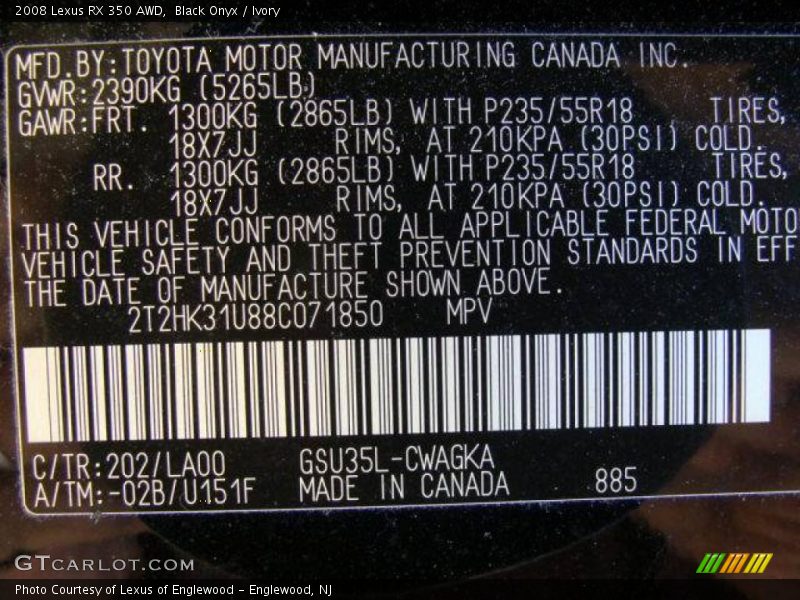 2008 Lexus RX 350 AWD, Black Onyx / Ivory
MFD.BY:TOYOTA MOTOR MANUFACTURING CANADA INC.
GVWR:2390KG (5265LB)
GAWR:FRT. 1300KG (2865LB) WITH P235/55R18 TIRES,
18X7JJ RIMS, AT 210KPA (30PSI) COLD.
RR. 1300KG (2865LB) WITH P235/55R18 TIRES,
18X7JJ RIMS, AT 210KPA (30PSI) COLD.
THIS VEHICLE CONFORMS TO ALL APPLICABLE FEDERAL MOTO
VEHICLE SAFETY AND THEFT PREVENTION STANDARDS IN EFF
THE DATE OF MANUFACTURE SHOWN ABOVE.
2T2HK31U88C071850 MPV
C/TR:202/LA00 GSU35L-CWAGKA
A/TM:-02B/U151F MADE IN CANADA 885
GTCARLOT.COM
Photo Courtesy of Lexus of Englewood - Englewood, NJ